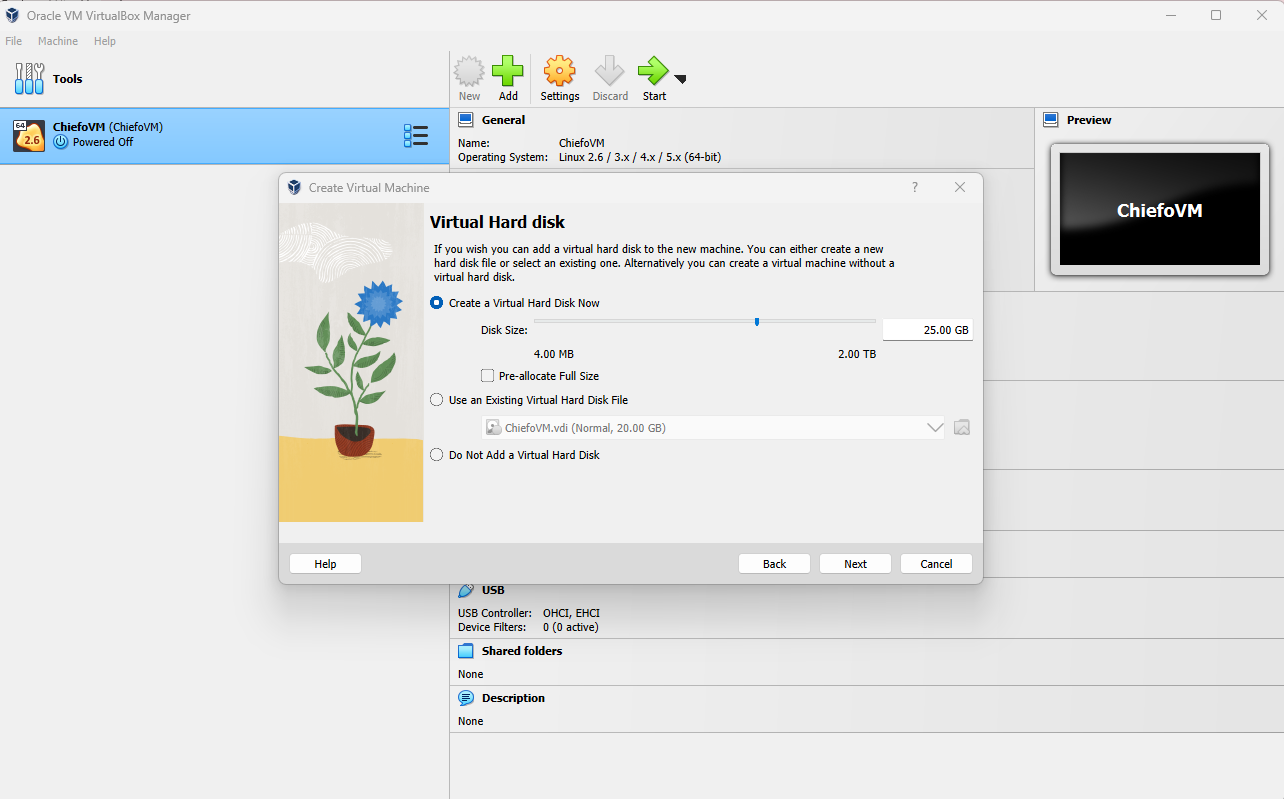 Oracle VM VirtualBox Manager
File Machine Help
Tools
New Add Settings Discard Start
64
2.6
ChiefoVM (ChiefoVM)
Powered Off
General
Name: ChiefoVM
Operating System: Linux 2.6 / 3.x / 4.x / 5.x (64-bit)
Preview
ChiefoVM
Create Virtual Machine
?
Virtual Hard disk
If you wish you can add a virtual hard disk to the new machine. You can either create a new
hard disk file or select an existing one. Alternatively you can create a virtual machine without a
virtual hard disk.
Create a Virtual Hard Disk Now
Disk Size: 25.00 GB
4.00 MB 2.00 TB
Pre-allocate Full Size
Use an Existing Virtual Hard Disk File
ChiefoVM.vdi (Normal, 20.00 GB)
Do Not Add a Virtual Hard Disk
Help Back Next Cancel
USB
USB Controller: OHCI, EHCI
Device Filters: 0 (0 active)
Shared folders
None
Description
None